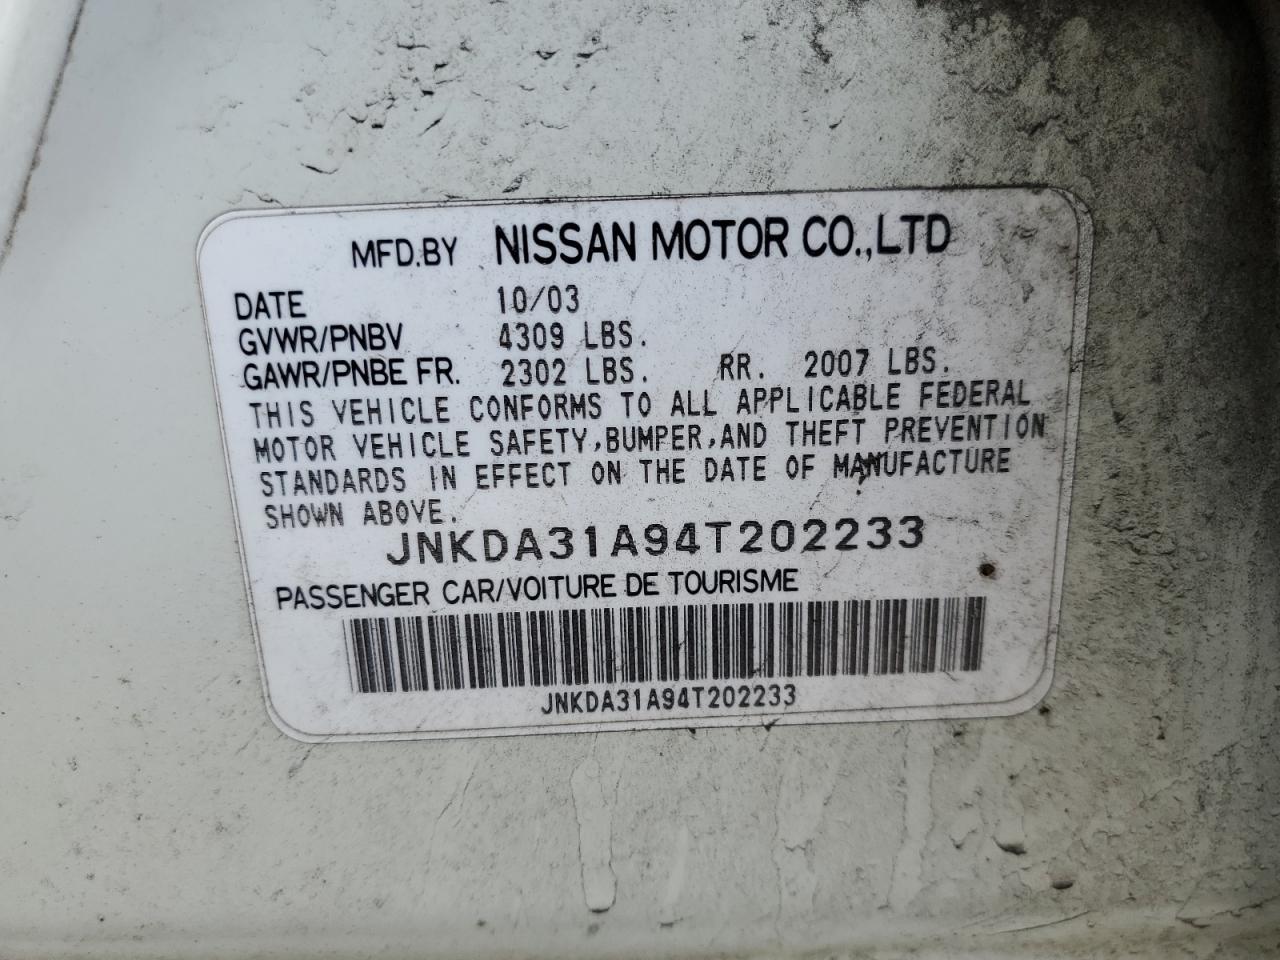 MFD.BY NISSAN MOTOR CO.,LTD
DATE 10/03
GVWR/PNBV 4309 LBS.
GAWR/PNBE FR. 2302 LBS. RR. 2007 LBS.
THIS VEHICLE CONFORMS TO ALL APPLICABLE FEDERAL
MOTOR VEHICLE SAFETY,BUMPER,AND THEFT PREVENTION
STANDARDS IN EFFECT ON THE DATE OF MANUFACTURE
SHOWN ABOVE.
JNKDA31A94T202233
PASSENGER CAR/VOITURE DE TOURISME
JNKDA31A94T202233